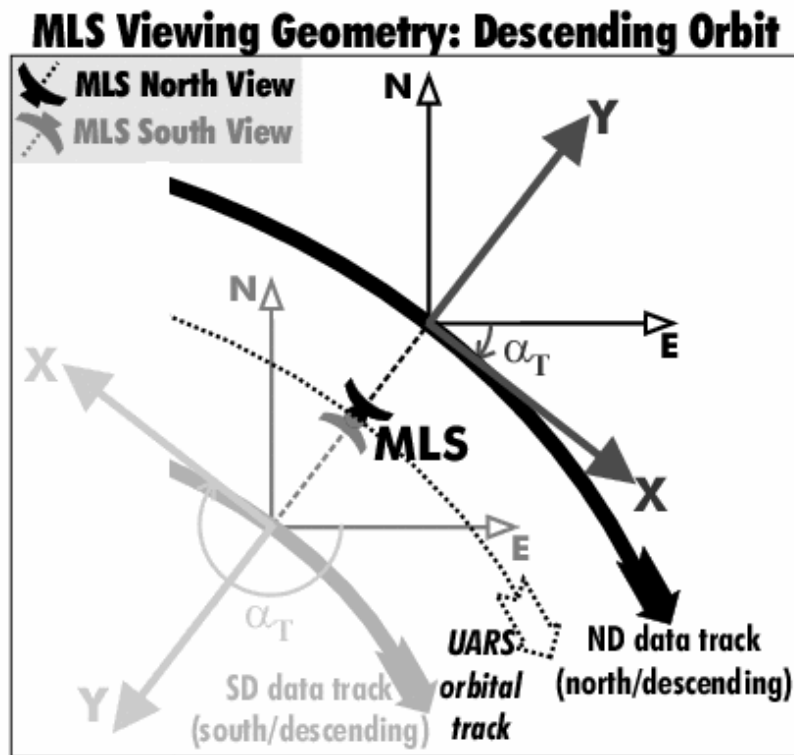 MLS Viewing Geometry: Descending Orbit
MLS North View
MLS South View
N
Y
E
αT
X
N
X
MLS
E
αT
Y
UARS
orbital
track
ND data track
(north/descending)
SD data track
(south/descending)